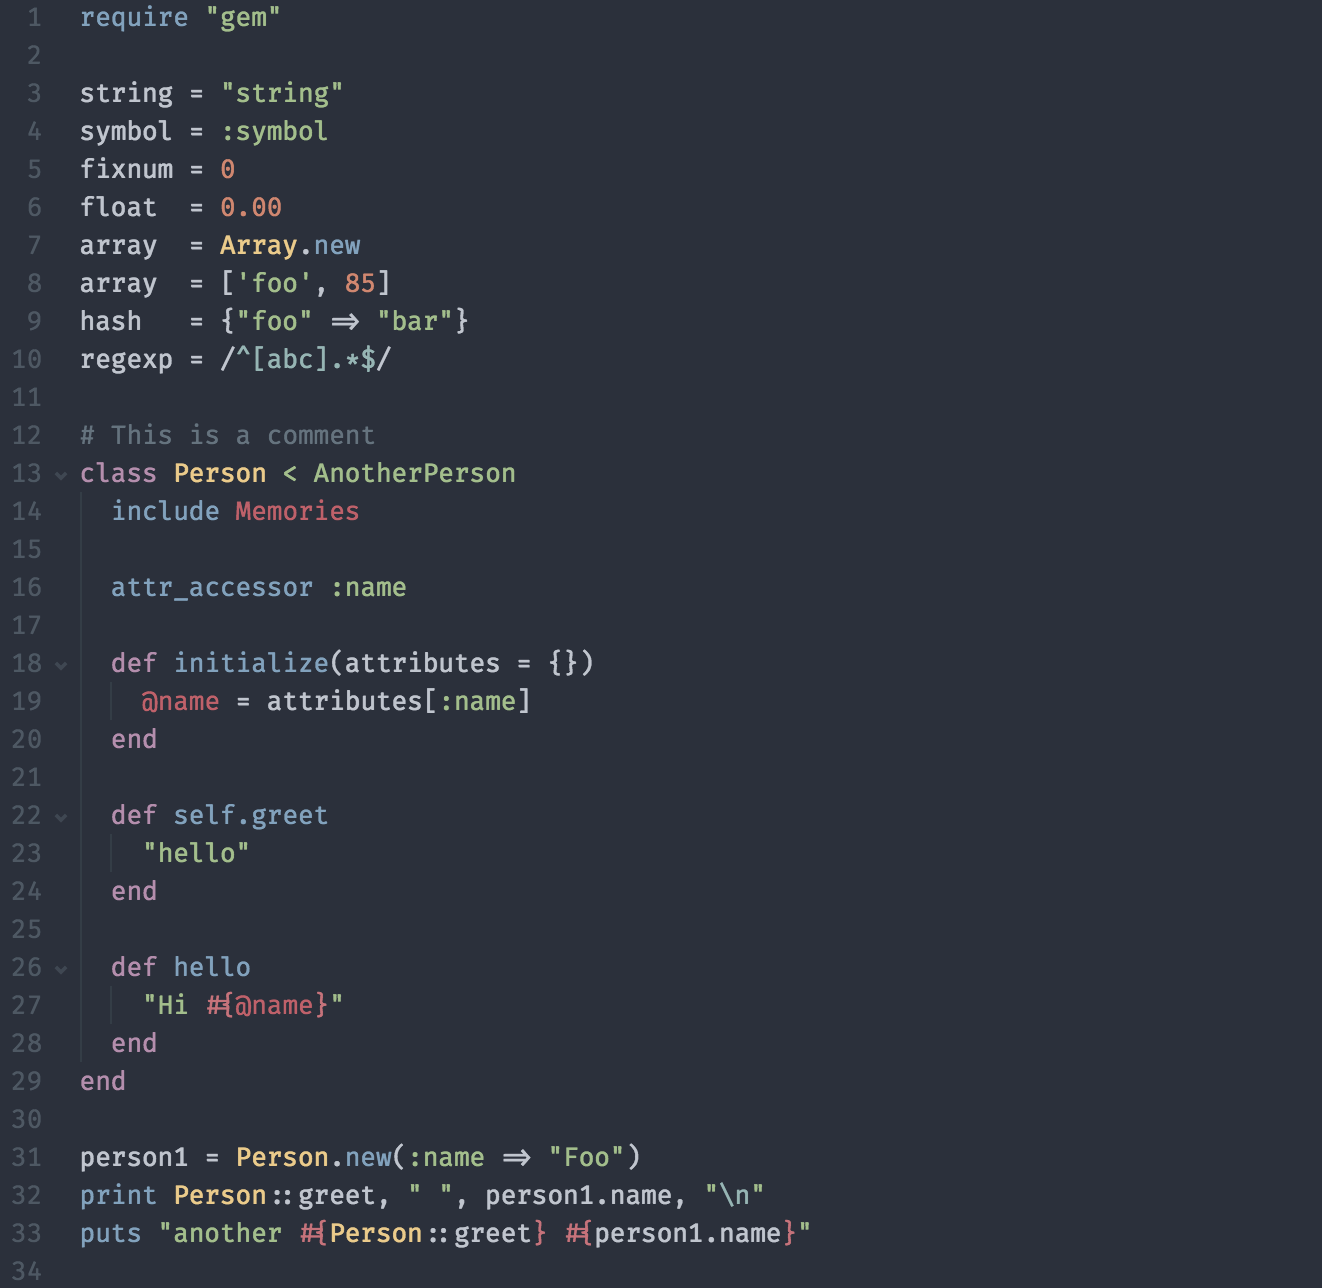 1 require "gem"
2
3 string = "string"
4 symbol = :symbol
5 fixnum = 0
6 float  = 0.00
7 array  = Array.new
8 array  = ['foo', 85]
9 hash   = {"foo" => "bar"}
10 regexp = /^[abc].*$/
11
12 # This is a comment
13 class Person < AnotherPerson
14   include Memories
15
16   attr_accessor :name
17
18   def initialize(attributes = {})
19     @name = attributes[:name]
20   end
21
22   def self.greet
23     "hello"
24   end
25
26   def hello
27     "Hi #{@name}"
28   end
29 end
30
31 person1 = Person.new(:name => "Foo")
32 print Person::greet, " ", person1.name, "\n"
33 puts "another #{Person::greet} #{person1.name}"
34